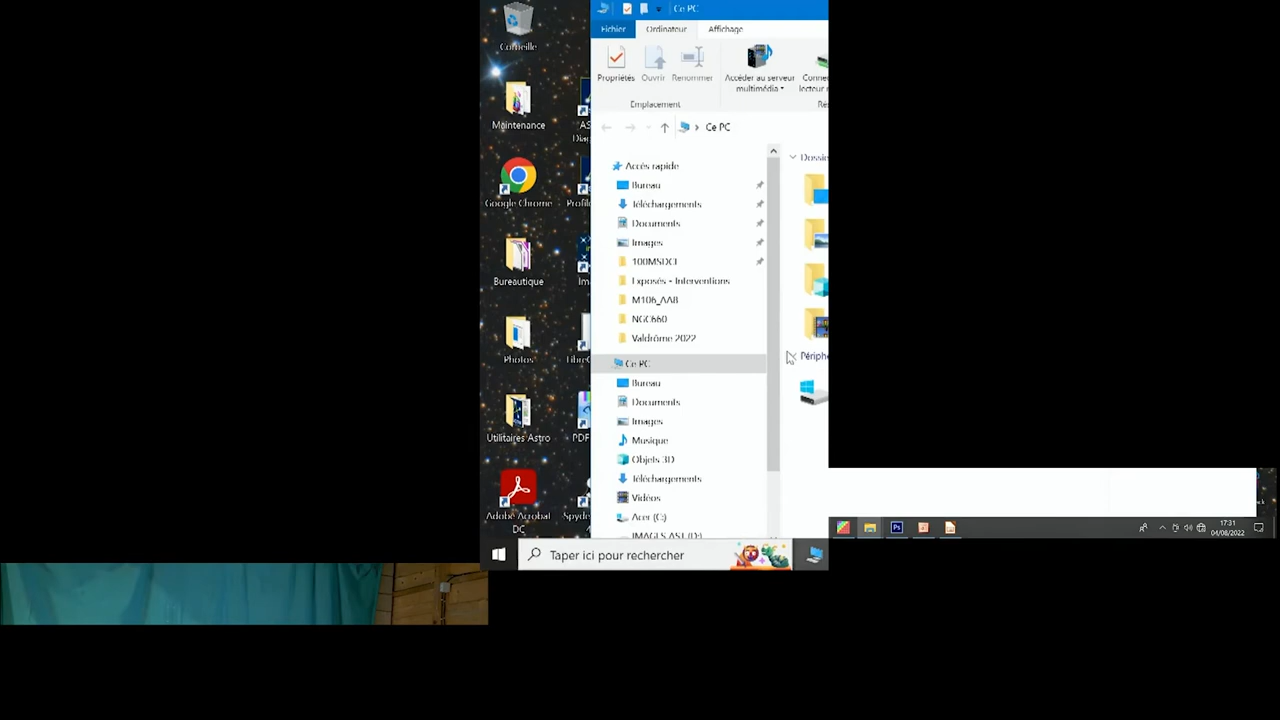 Corbeille
Maintenance
Google Chrome
Bureautique
Photos
Utilitaires Astro
Adobe Acrobat
DC
Ce PC
Fichier
Ordinateur
Affichage
Propriétés
Ouvrir
Renommer
Accéder au serveur
multimédia
Emplacement
Ce PC
Accès rapide
Bureau
Téléchargements
Documents
Images
100MSDCF
Exposés - Interventions
M106_AA8
NGC660
Valdrôme 2022
Ce PC
Bureau
Documents
Images
Musique
Objets 3D
Téléchargements
Vidéos
Acer (C:)
IMAGES AST (D:)
Taper ici pour rechercher
17:31
04/08/2022